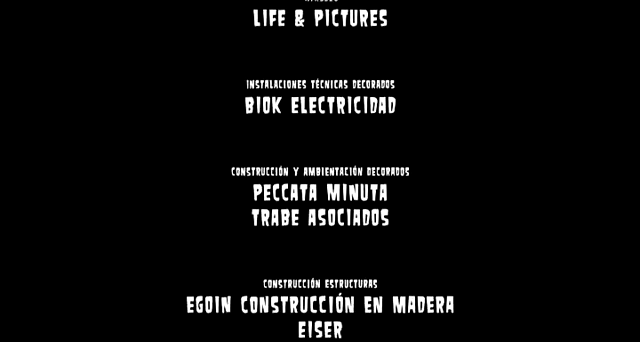 LIFE & PICTURES
INSTALACIONES TÉCNICAS DECORADOS
BIOK ELECTRICIDAD
CONSTRUCCIÓN Y AMBIENTACIÓN DECORADOS
PECCATA MINUTA
TRABE ASOCIADOS
CONSTRUCCIÓN ESTRUCTURAS
EGOIN CONSTRUCCIÓN EN MADERA
EISER